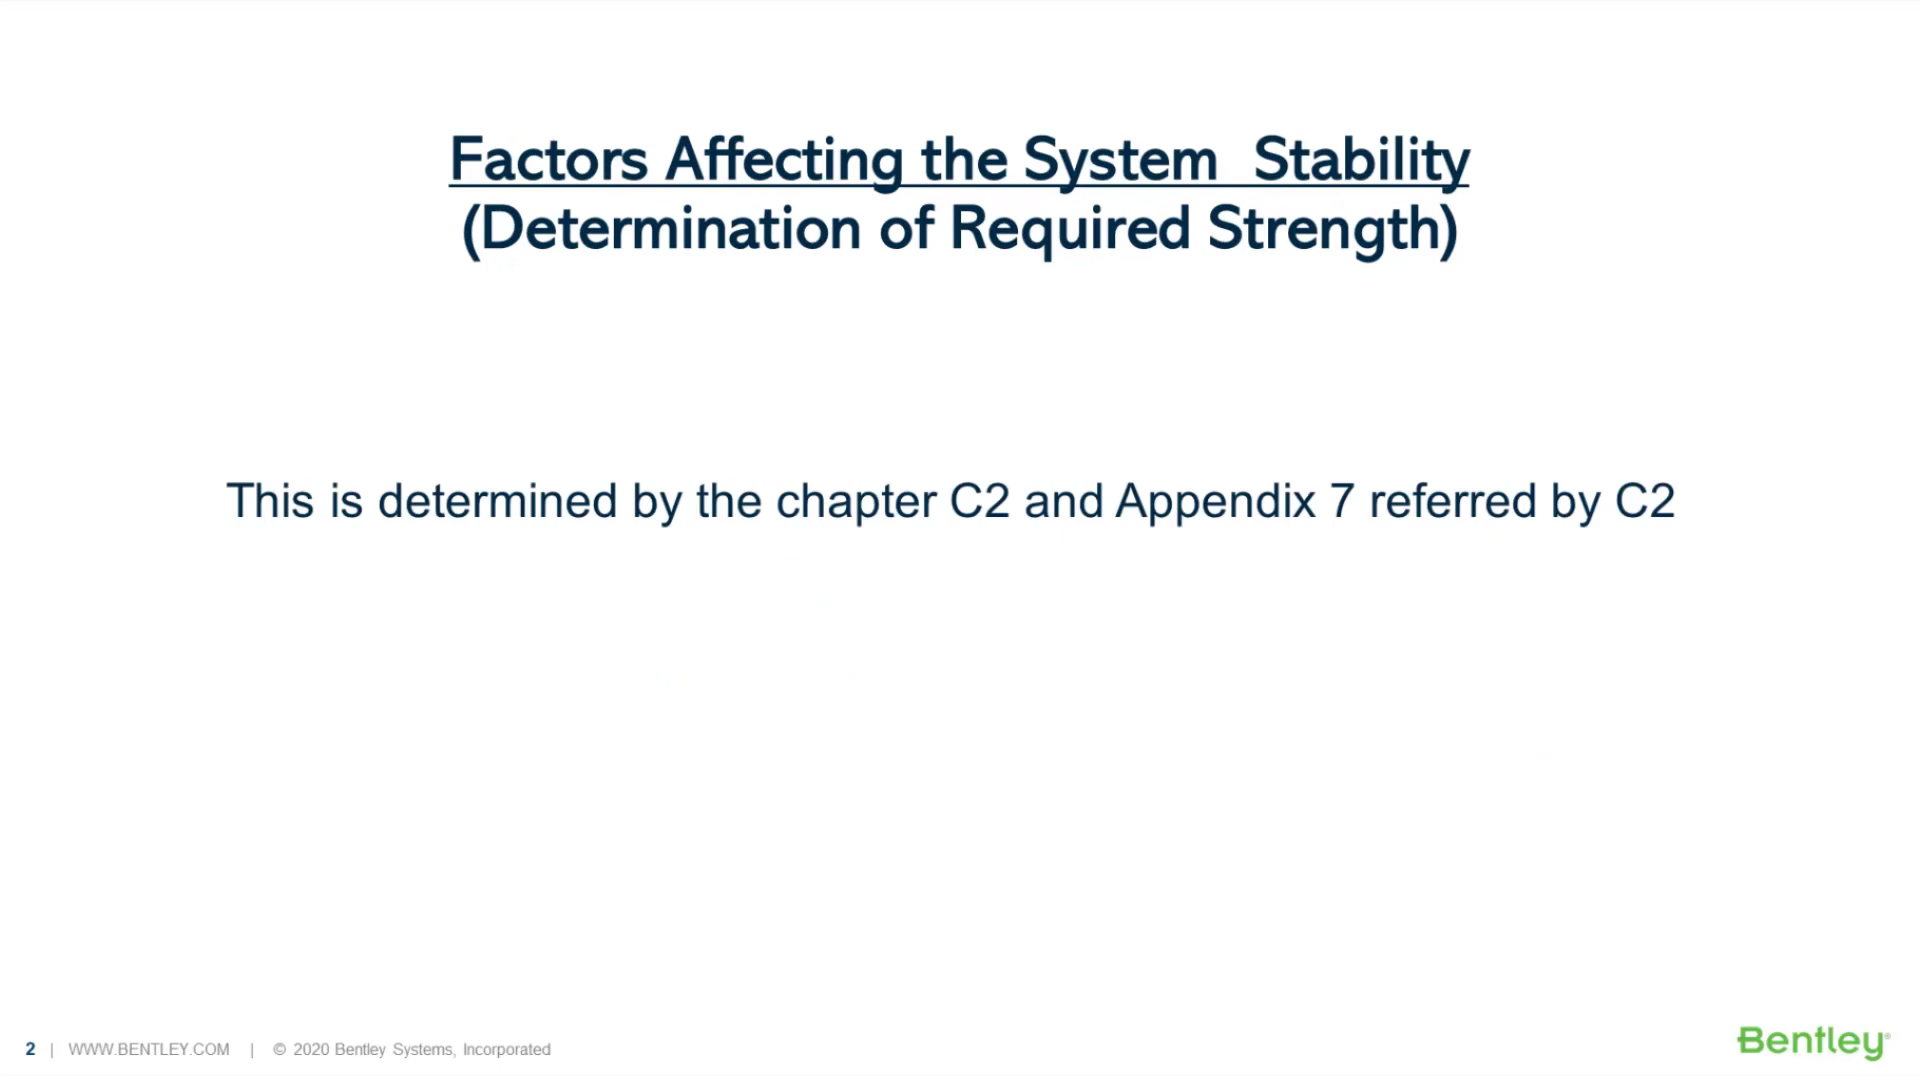 Factors Affecting the System  Stability
(Determination of Required Strength)
This is determined by the chapter C2 and Appendix 7 referred by C2
2 | WWW.BENTLEY.COM | © 2020 Bentley Systems, Incorporated
Bentley®